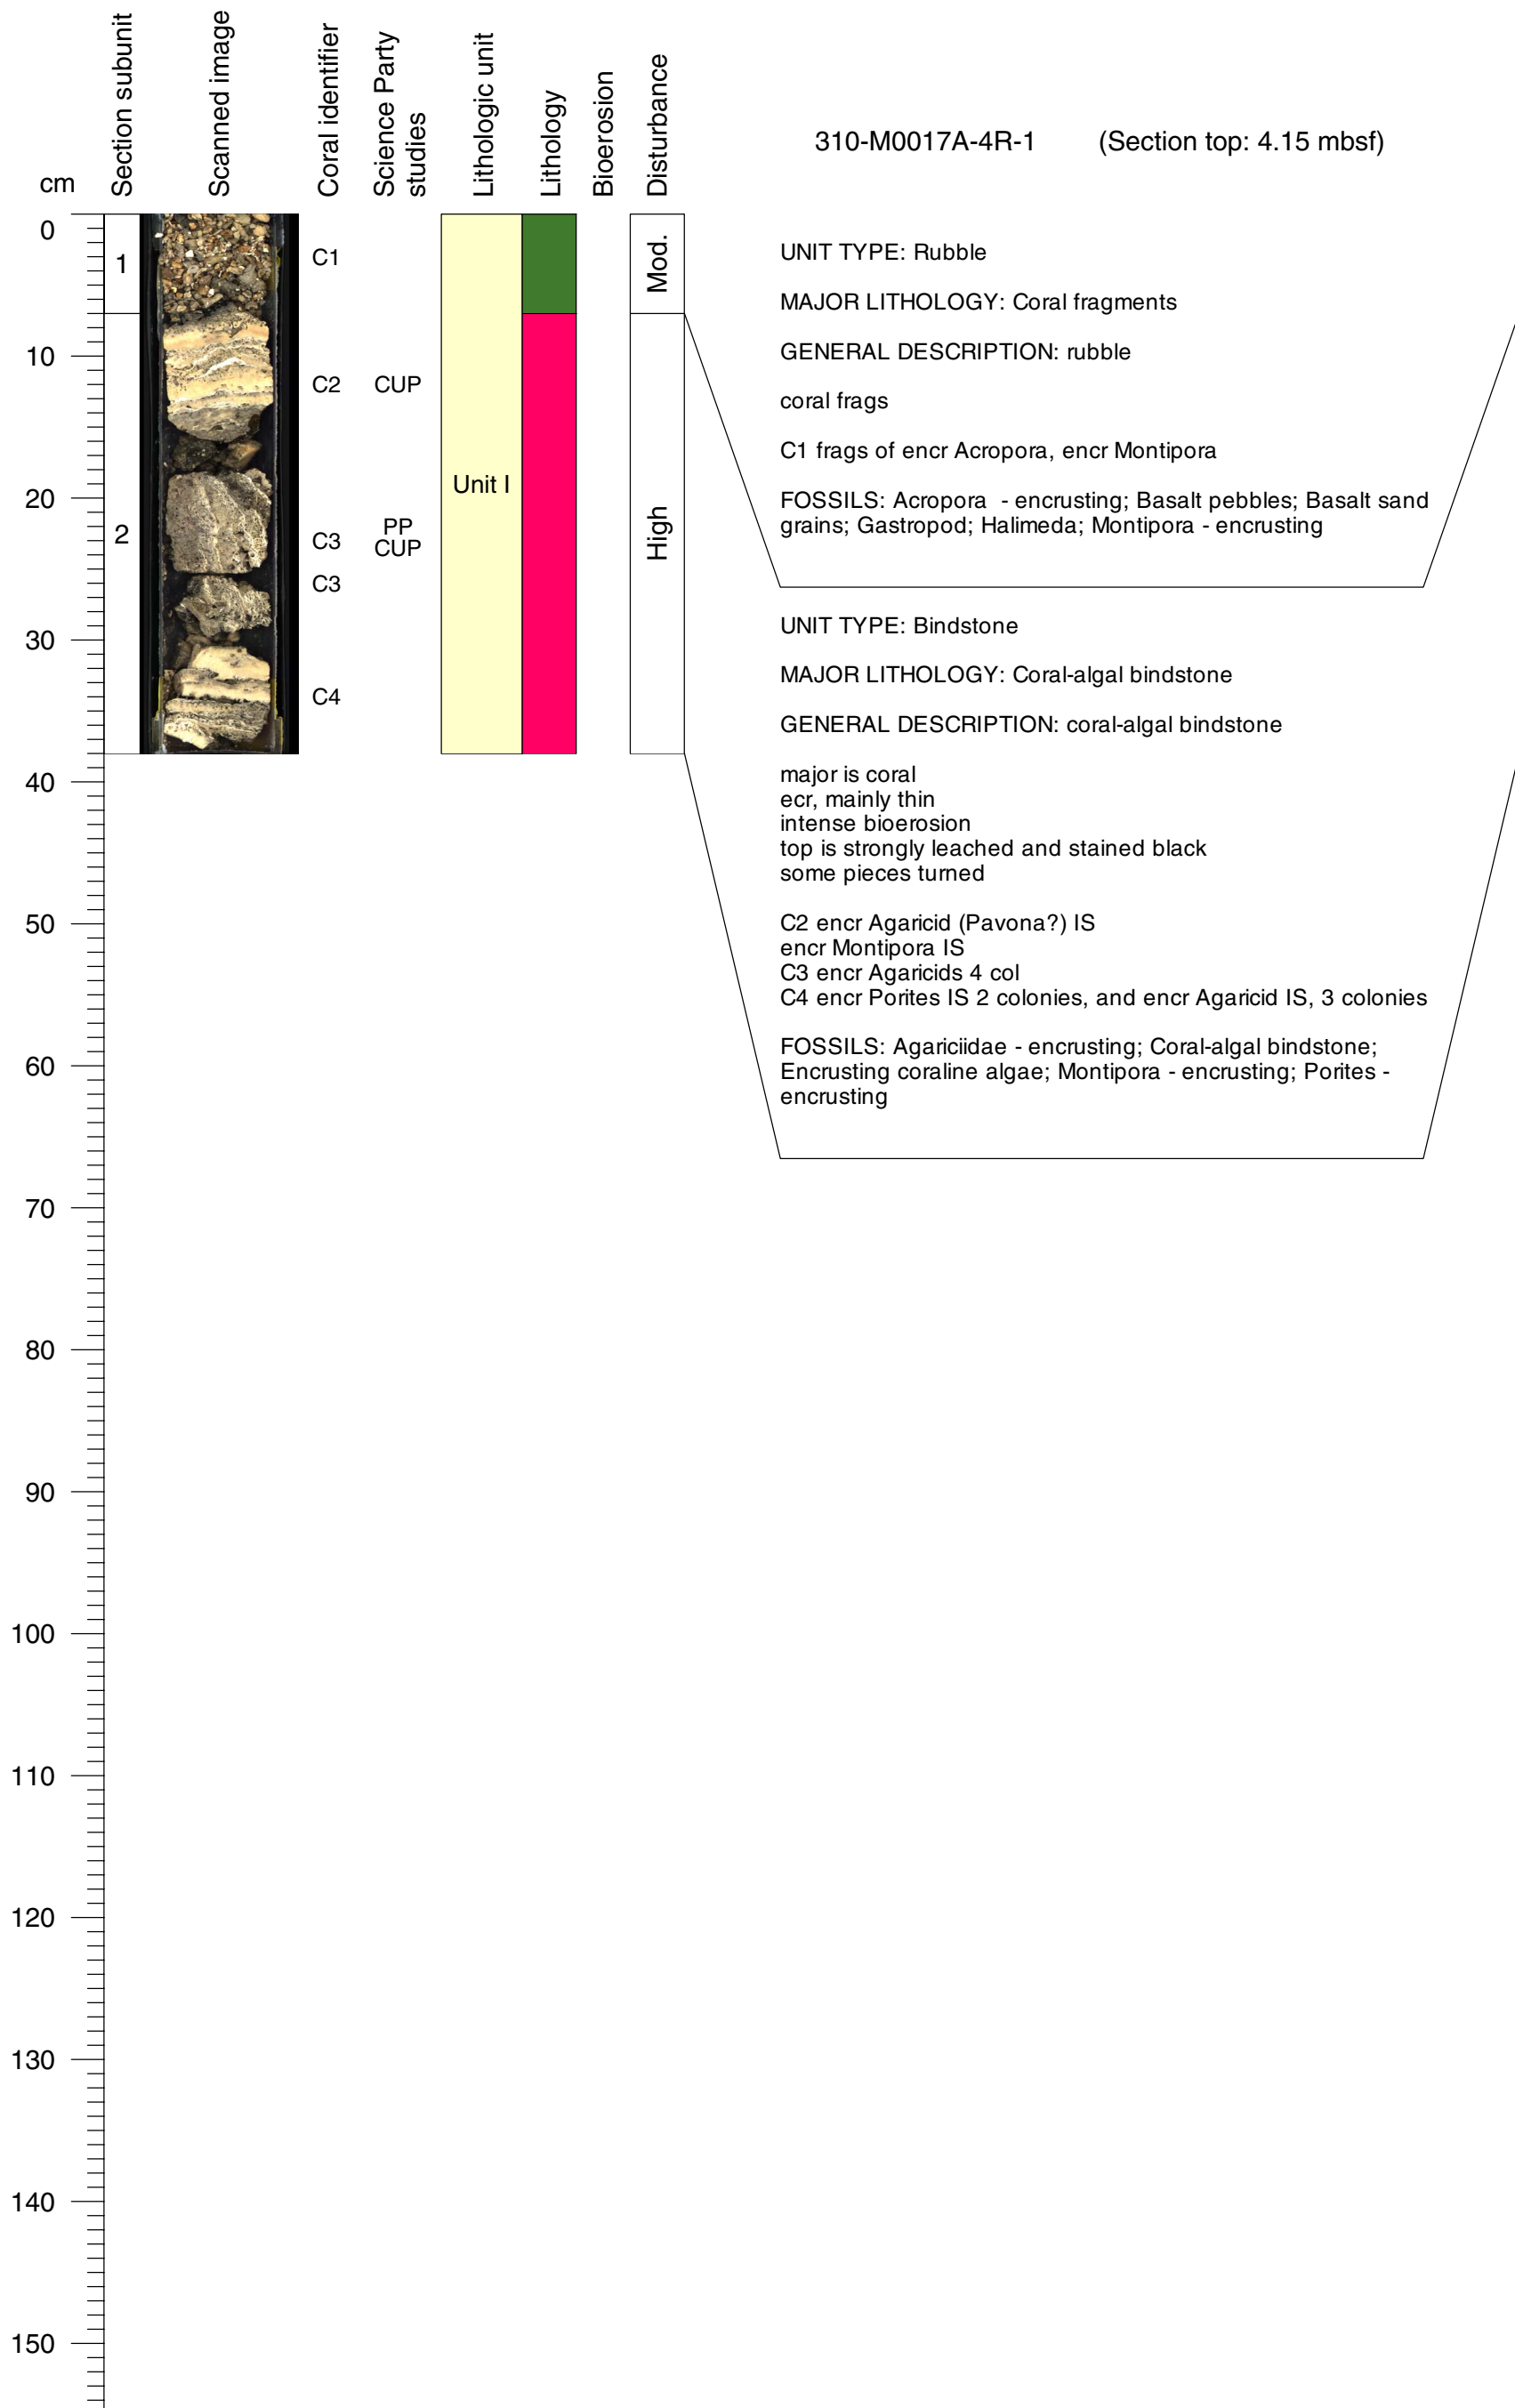 Section subunit
Scanned image
Coral identifier
Science Party
studies
Lithologic unit
Lithology
Bioerosion
Disturbance
310-M0017A-4R-1 (Section top: 4.15 mbsf)
cm
0
10
20
30
40
50
60
70
80
90
100
110
120
130
140
150
1
2
C1
C2
C3
C3
C4
CUP
PP
CUP
Unit I
Mod.
High
UNIT TYPE: Rubble
MAJOR LITHOLOGY: Coral fragments
GENERAL DESCRIPTION: rubble
coral frags
C1 frags of encr Acropora, encr Montipora
FOSSILS: Acropora - encrusting; Basalt pebbles; Basalt sand
grains; Gastropod; Halimeda; Montipora - encrusting
UNIT TYPE: Bindstone
MAJOR LITHOLOGY: Coral-algal bindstone
GENERAL DESCRIPTION: coral-algal bindstone
major is coral
ecr, mainly thin
intense bioerosion
top is strongly leached and stained black
some pieces turned
C2 encr Agaricid (Pavona?) IS
encr Montipora IS
C3 encr Agaricids 4 col
C4 encr Porites IS 2 colonies, and encr Agaricid IS, 3 colonies
FOSSILS: Agariciidae - encrusting; Coral-algal bindstone;
Encrusting coraline algae; Montipora - encrusting; Porites -
encrusting